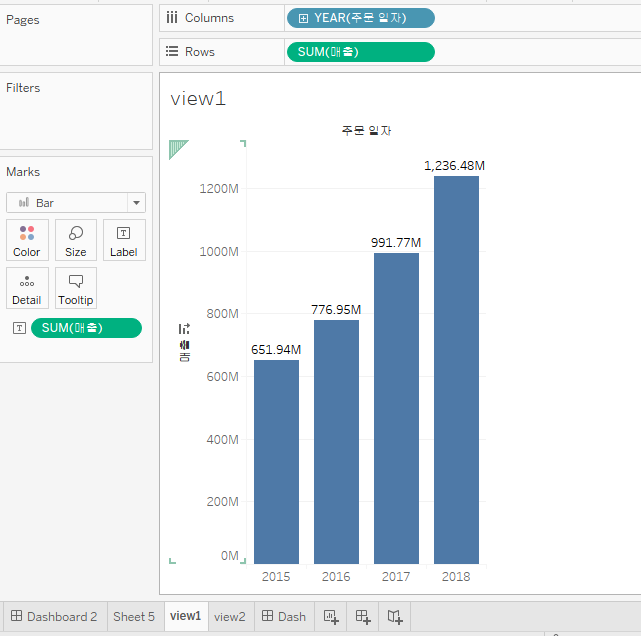 Pages
Columns
YEAR(주문 일자)
Rows
SUM(매출)
Filters
Marks
Bar
Color
Size
Label
Detail
Tooltip
SUM(매출)
view1
주문 일자
1,236.48M
991.77M
776.95M
651.94M
1200M
1000M
800M
600M
400M
200M
0M
매출
2015 2016 2017 2018
Dashboard 2
Sheet 5
view1
view2
Dash